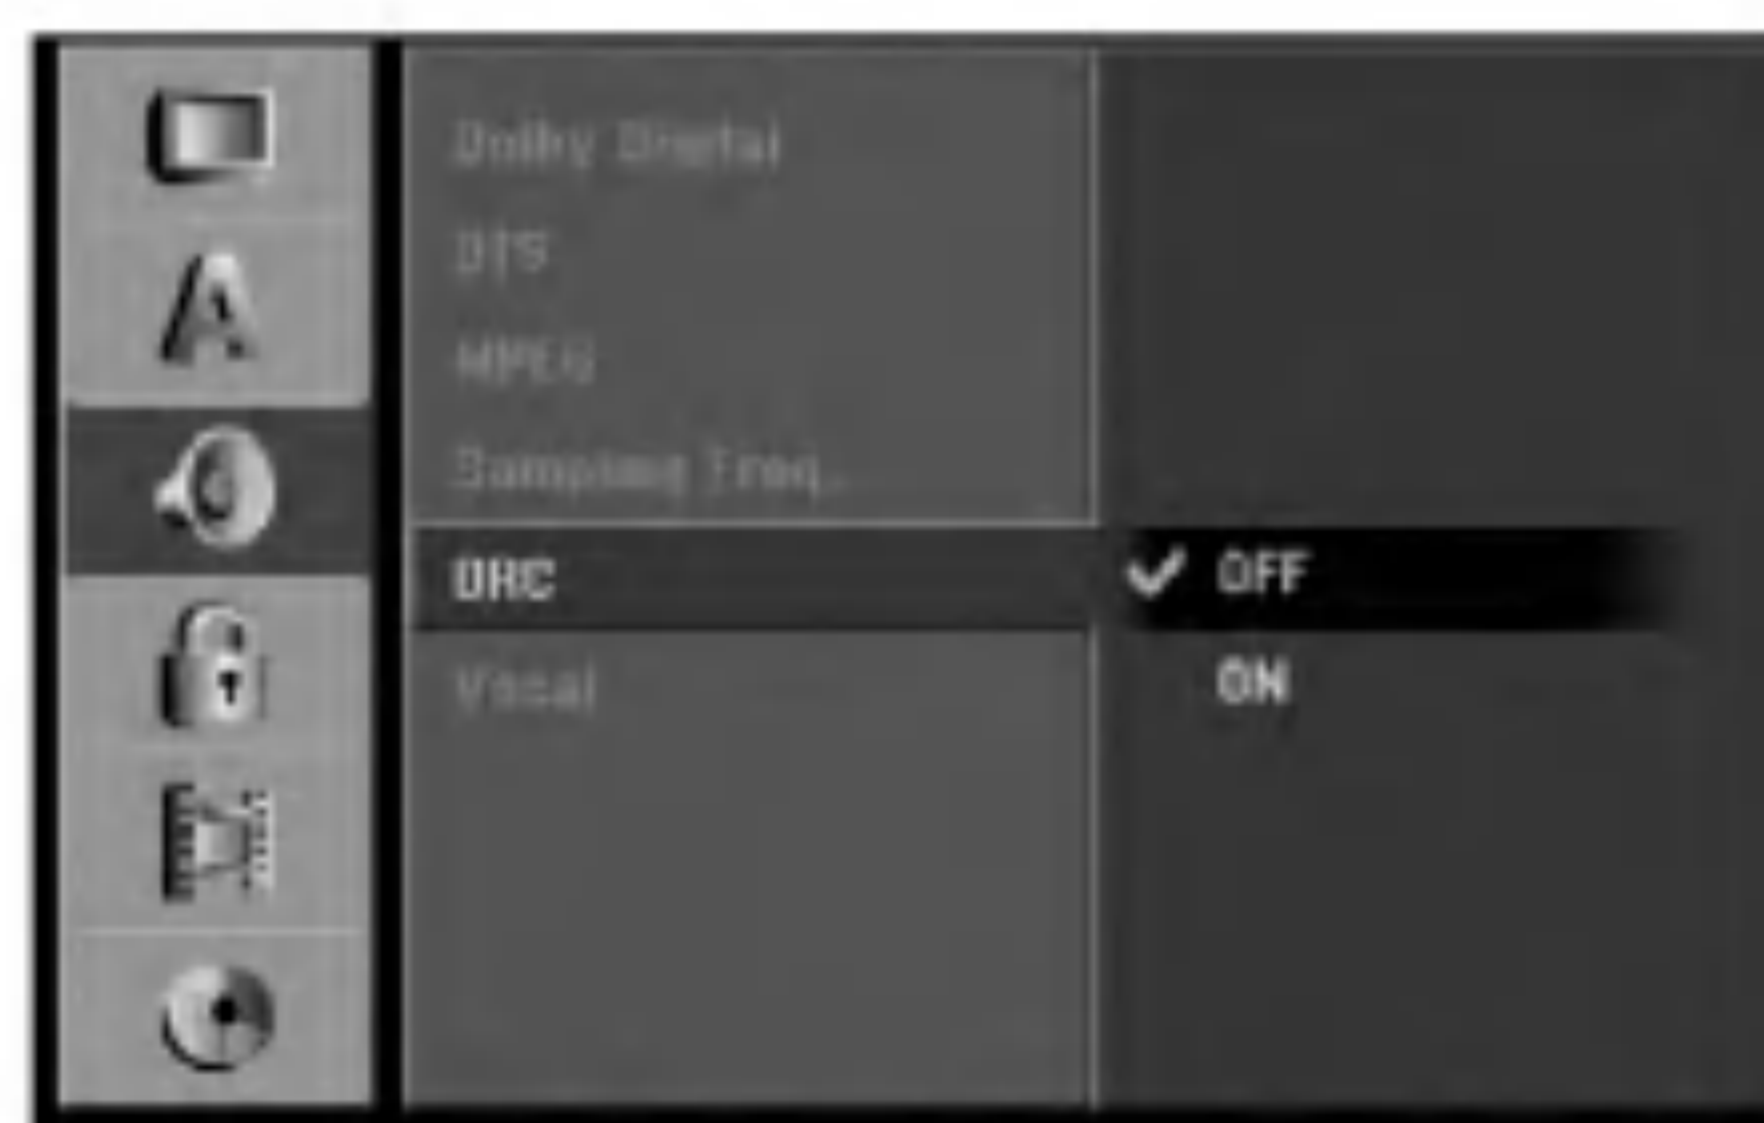 A
Dolby Digital
DTS
MPEG
Sampling Freq.
DRC
OFF
ON
Vocal